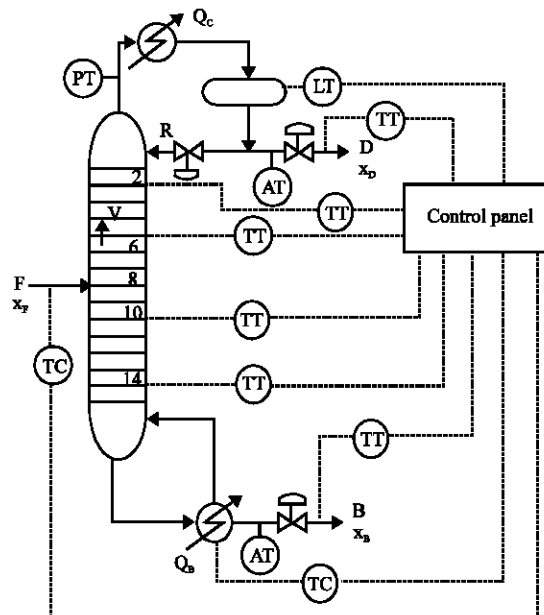 Q_C
PT
LT
R
D
TT
x_D
2
AT
TT
Control panel
V
TT
6
F
8
x_F
10
TT
TC
14
TT
TT
B
x_B
Q_B
AT
TC